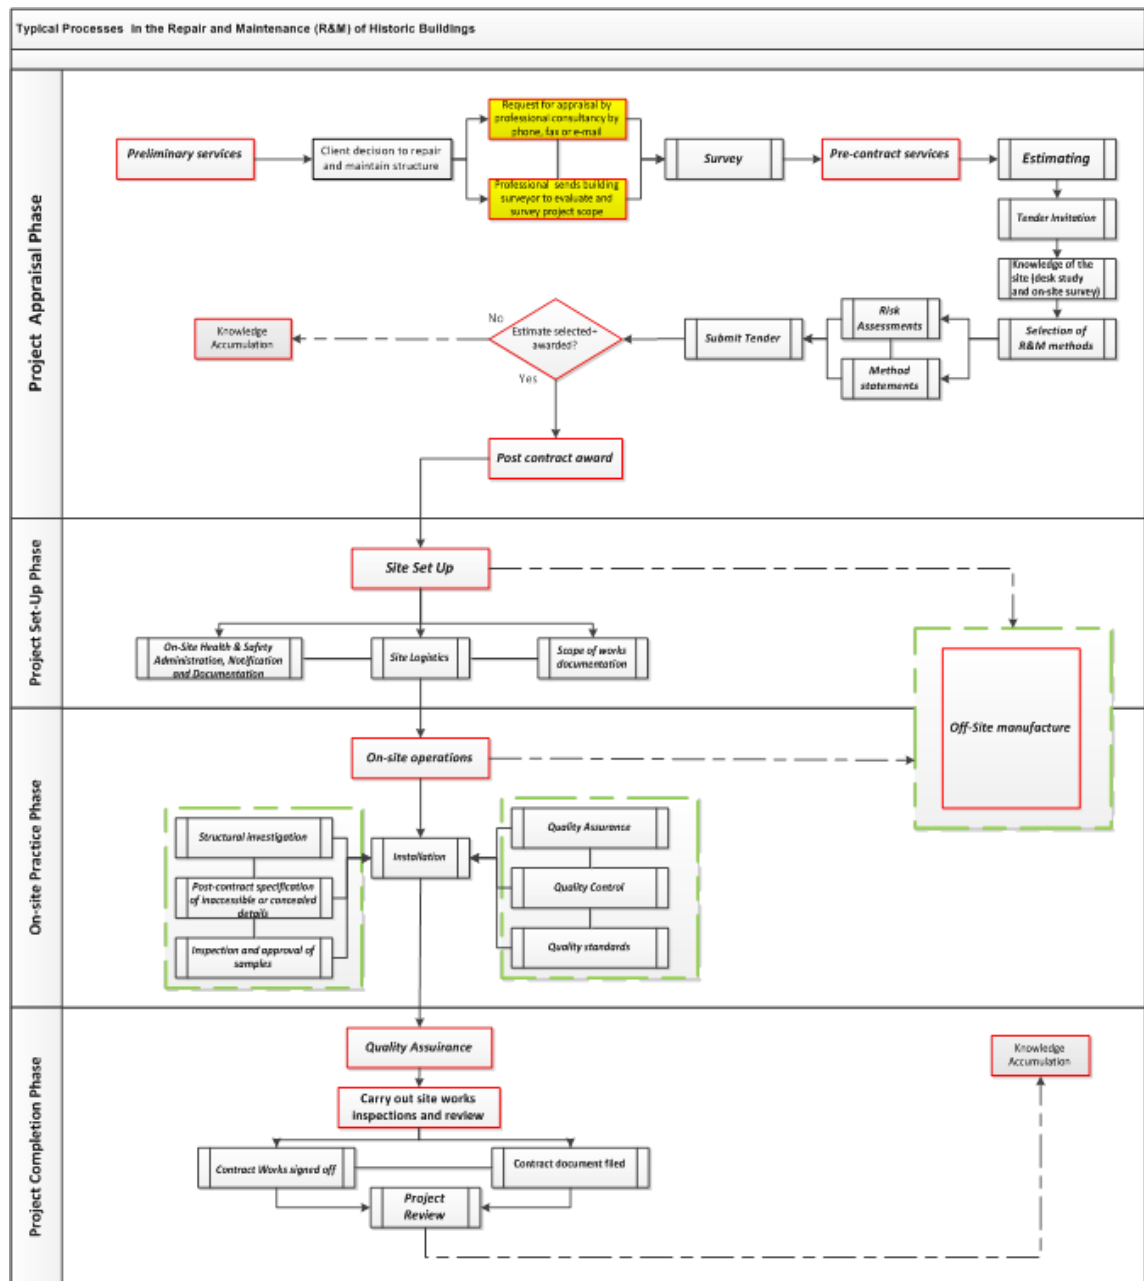 Typical Processes In the Repair and Maintenance (R&M) of Historic Buildings
Project Appraisal Phase
Preliminary services
Client decision to repair
and maintain structure
Request for appraisal by
professional consultancy by
phone, fax or e-mail
Professional sends building
surveyor to evaluate and
survey project scope
Survey
Pre-contract services
Estimating
Tender Invitation
Knowledge of the
site (desk study
and on-site survey)
Selection of
R&M methods
Risk
Assessments
Method
statements
Submit Tender
Estimate selected–
awarded?
No
Yes
Knowledge
Accumulation
Post contract award
Project Set-Up Phase
Site Set Up
On-Site Health & Safety
Administration, Notification
and Documentation
Site Logistics
Scope of works
documentation
Off-Site manufacture
On-site Practice Phase
On-site operations
Structural investigation
Post-contract specification
of inaccessible or concealed
details
Inspection and approval of
samples
Installation
Quality Assurance
Quality Control
Quality standards
Project Completion Phase
Quality Assuirance
Carry out site works
inspections and review
Contract Works signed off
Contract document filed
Project
Review
Knowledge
Accumulation